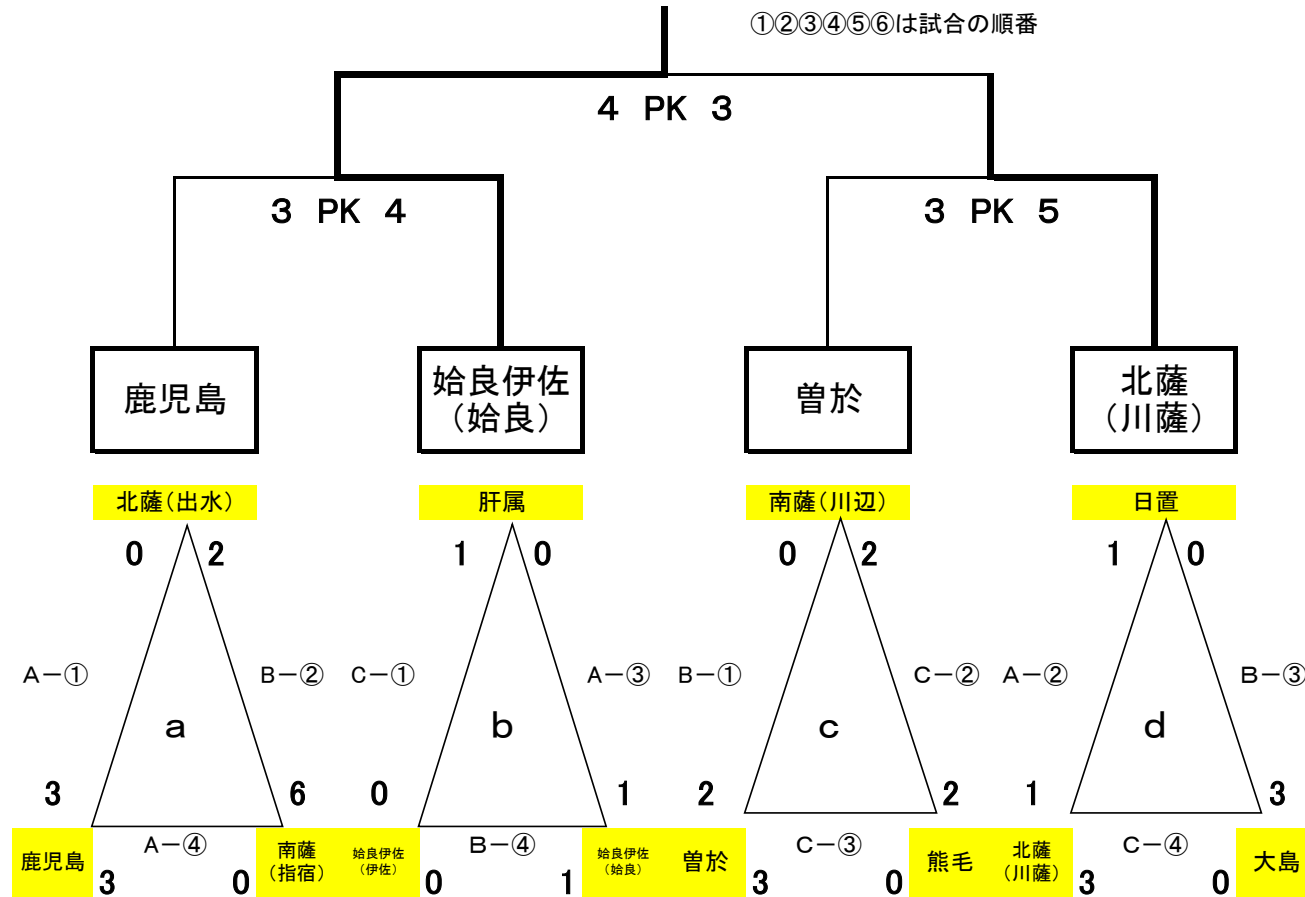 ①②③④⑤⑥は試合の順番
4 PK 3
3 PK 4
3 PK 5
鹿児島
姶良伊佐
(姶良)
曽於
北薩
(川薩)
北薩(出水)
肝属
南薩(川辺)
日置
0 2
1 0
0 2
1 0
A-①
B-②
C-①
A-③
B-①
C-②
A-②
B-③
a
b
c
d
3
6
0
1
2
2
1
3
鹿児島
3
A-④
0
南薩
(指宿)
姶良伊佐
(伊佐)
0
B-④
1
姶良伊佐
(姶良)
曽於
3
C-③
0
熊毛
北薩
(川薩)
3
C-④
0
大島